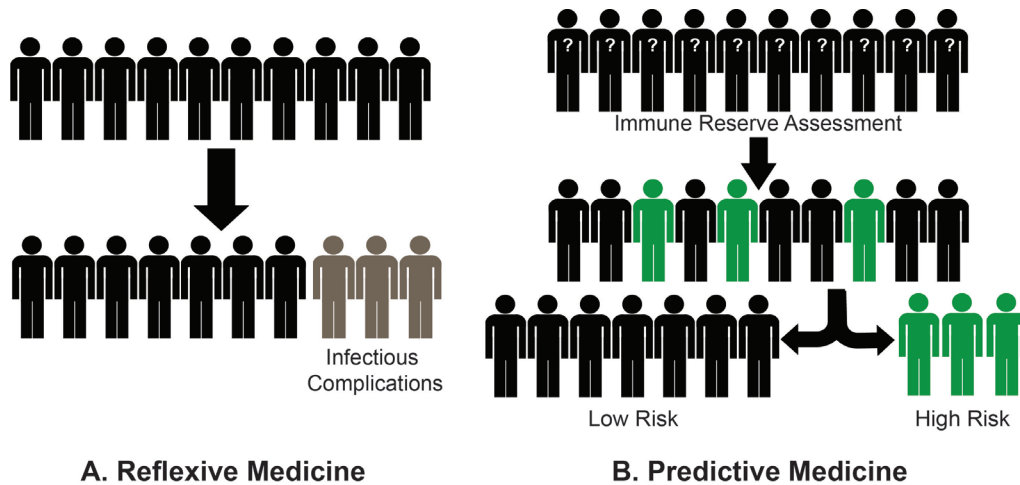 ? ? ? ? ? ? ? ? ? ?
Immune Reserve Assessment
Infectious
Complications
Low Risk
High Risk
A. Reflexive Medicine
B. Predictive Medicine